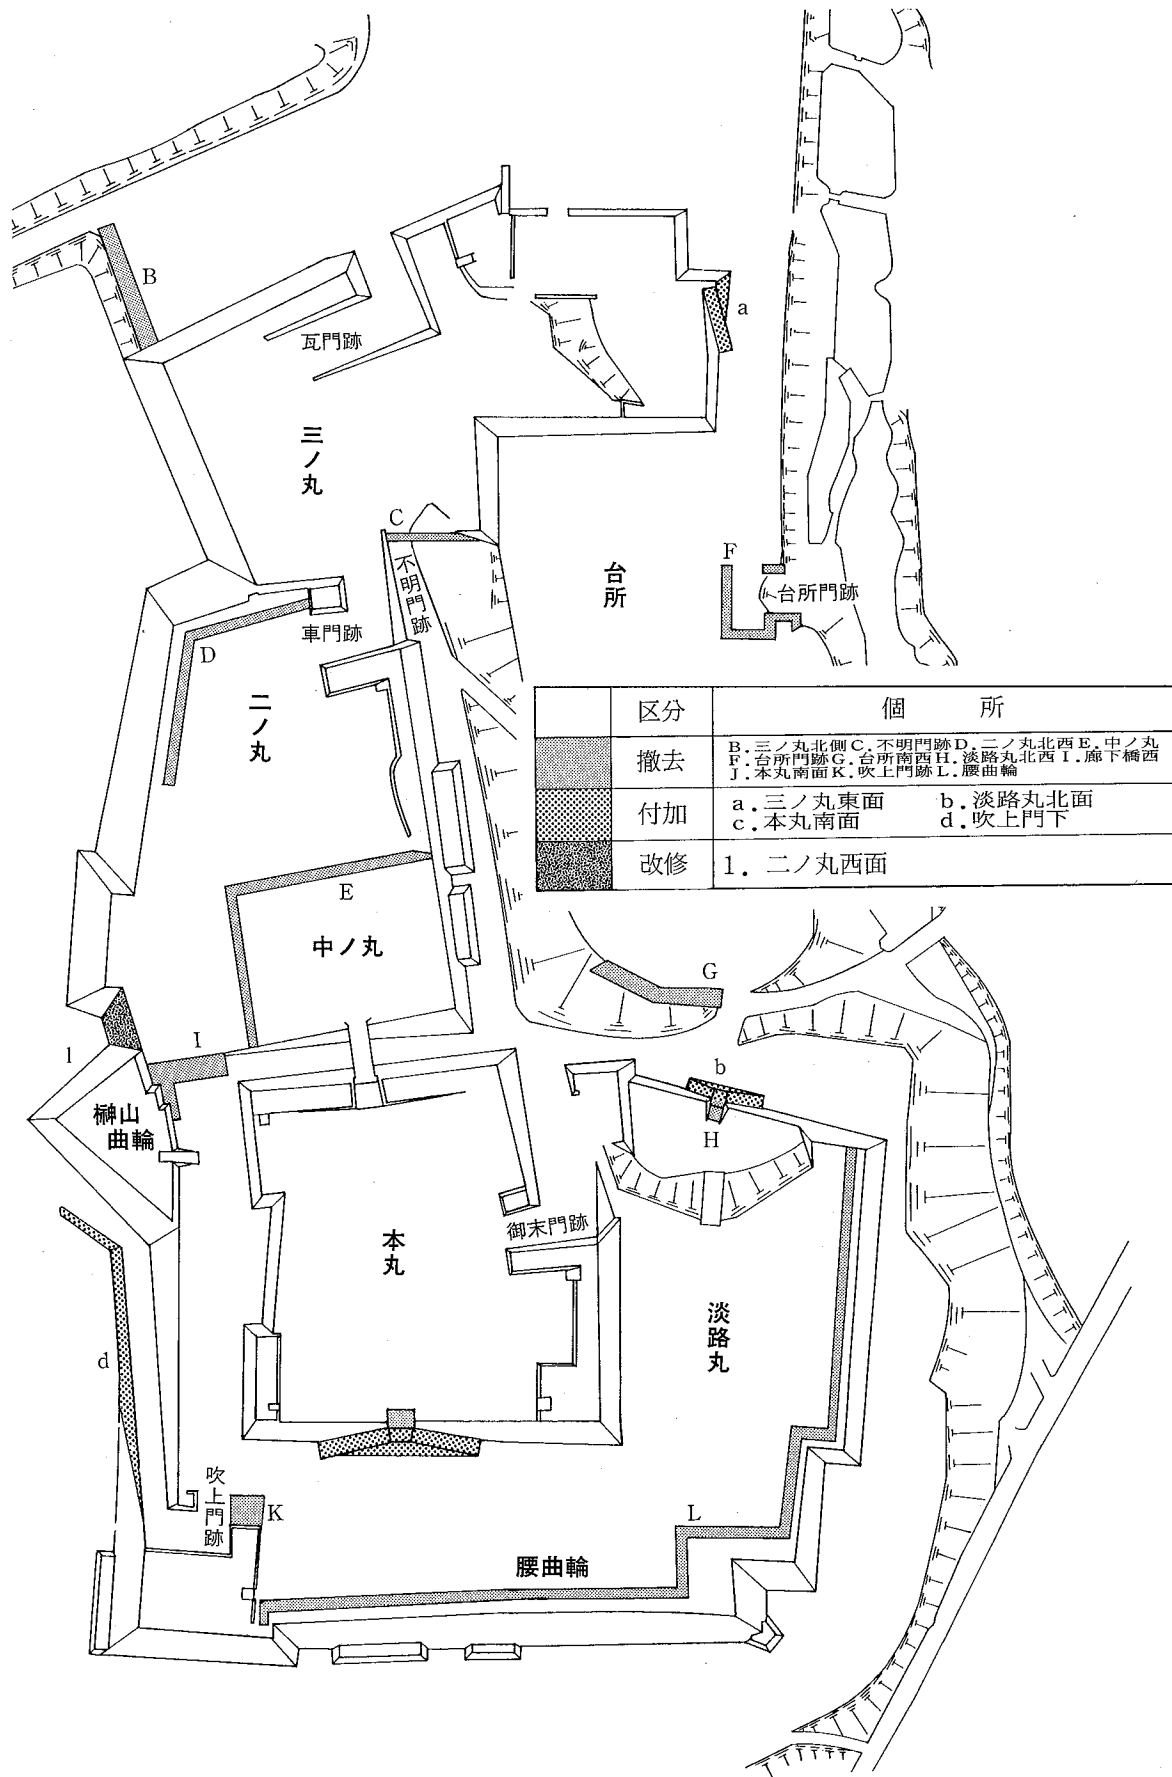 B
a
瓦門跡
三ノ丸
C
不明門跡
台所
F
台所門跡
車門跡
D
二ノ丸
区分 個所
撤去 B.三ノ丸北側 C.不明門跡 D.二ノ丸北西 E.中ノ丸
F.台所門跡 G.台所南西 H.淡路丸北西 I.廊下橋西
J.本丸南面 K.吹上門跡 L.腰曲輪
付加 a.三ノ丸東面 b.淡路丸北面
c.本丸南面 d.吹上門下
改修 1.二ノ丸西面
E
中ノ丸
G
I
1
b
H
榊山
曲輪
御末門跡
本丸
淡路丸
d
吹上門跡
K
L
腰曲輪